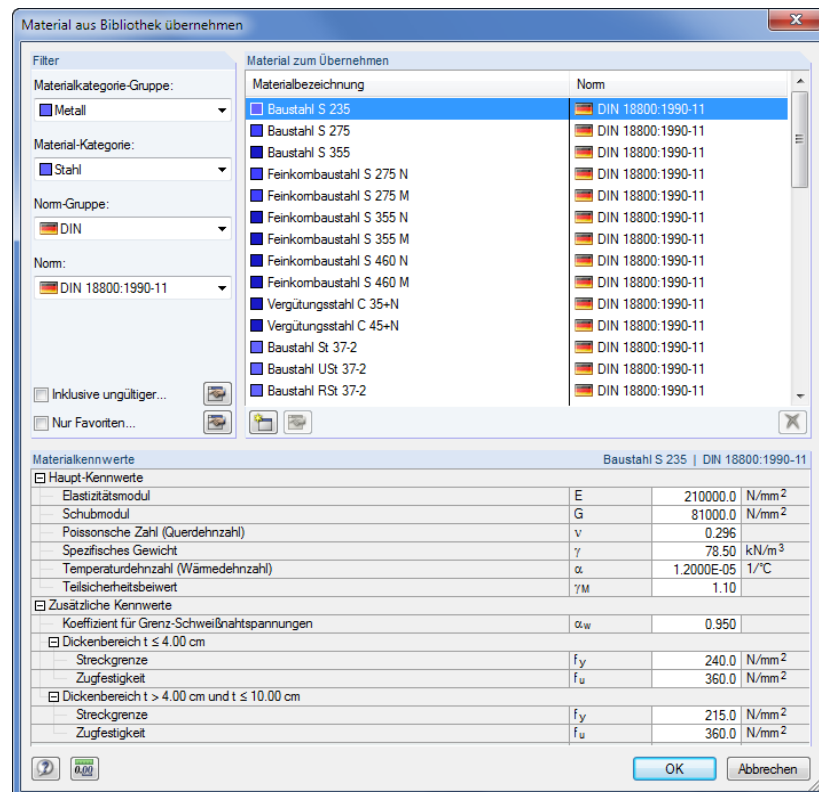 Material aus Bibliothek übernehmen
Filter
Materialkategorie-Gruppe:
Metall
Material-Kategorie:
Stahl
Norm-Gruppe:
DIN
Norm:
DIN 18800:1990-11
Inklusive ungültiger...
Nur Favoriten...
Material zum Übernehmen
Materialbezeichnung Norm
Baustahl S 235 DIN 18800:1990-11
Baustahl S 275 DIN 18800:1990-11
Baustahl S 355 DIN 18800:1990-11
Feinkornbaustahl S 275 N DIN 18800:1990-11
Feinkornbaustahl S 275 M DIN 18800:1990-11
Feinkornbaustahl S 355 N DIN 18800:1990-11
Feinkornbaustahl S 355 M DIN 18800:1990-11
Feinkornbaustahl S 460 N DIN 18800:1990-11
Feinkornbaustahl S 460 M DIN 18800:1990-11
Vergütungsstahl C 35+N DIN 18800:1990-11
Vergütungsstahl C 45+N DIN 18800:1990-11
Baustahl St 37-2 DIN 18800:1990-11
Baustahl USt 37-2 DIN 18800:1990-11
Baustahl RSt 37-2 DIN 18800:1990-11
Materialkennwerte Baustahl S 235 | DIN 18800:1990-11
Haupt-Kennwerte
Elastizitätsmodul E 210000.0 N/mm²
Schubmodul G 81000.0 N/mm²
Poissonsche Zahl (Querdehnzahl) ν 0.296
Spezifisches Gewicht γ 78.50 kN/m³
Temperaturdehnzahl (Wärmedehnzahl) α 1.2000E-05 1/°C
Teilsicherheitsbeiwert γM 1.10
Zusätzliche Kennwerte
Koeffizient für Grenz-Schweißnahtspannungen αw 0.950
Dickenbereich t ≤ 4.00 cm
Streckgrenze fy 240.0 N/mm²
Zugfestigkeit fu 360.0 N/mm²
Dickenbereich t > 4.00 cm und t ≤ 10.00 cm
Streckgrenze fy 215.0 N/mm²
Zugfestigkeit fu 360.0 N/mm²
0.00
OK
Abbrechen